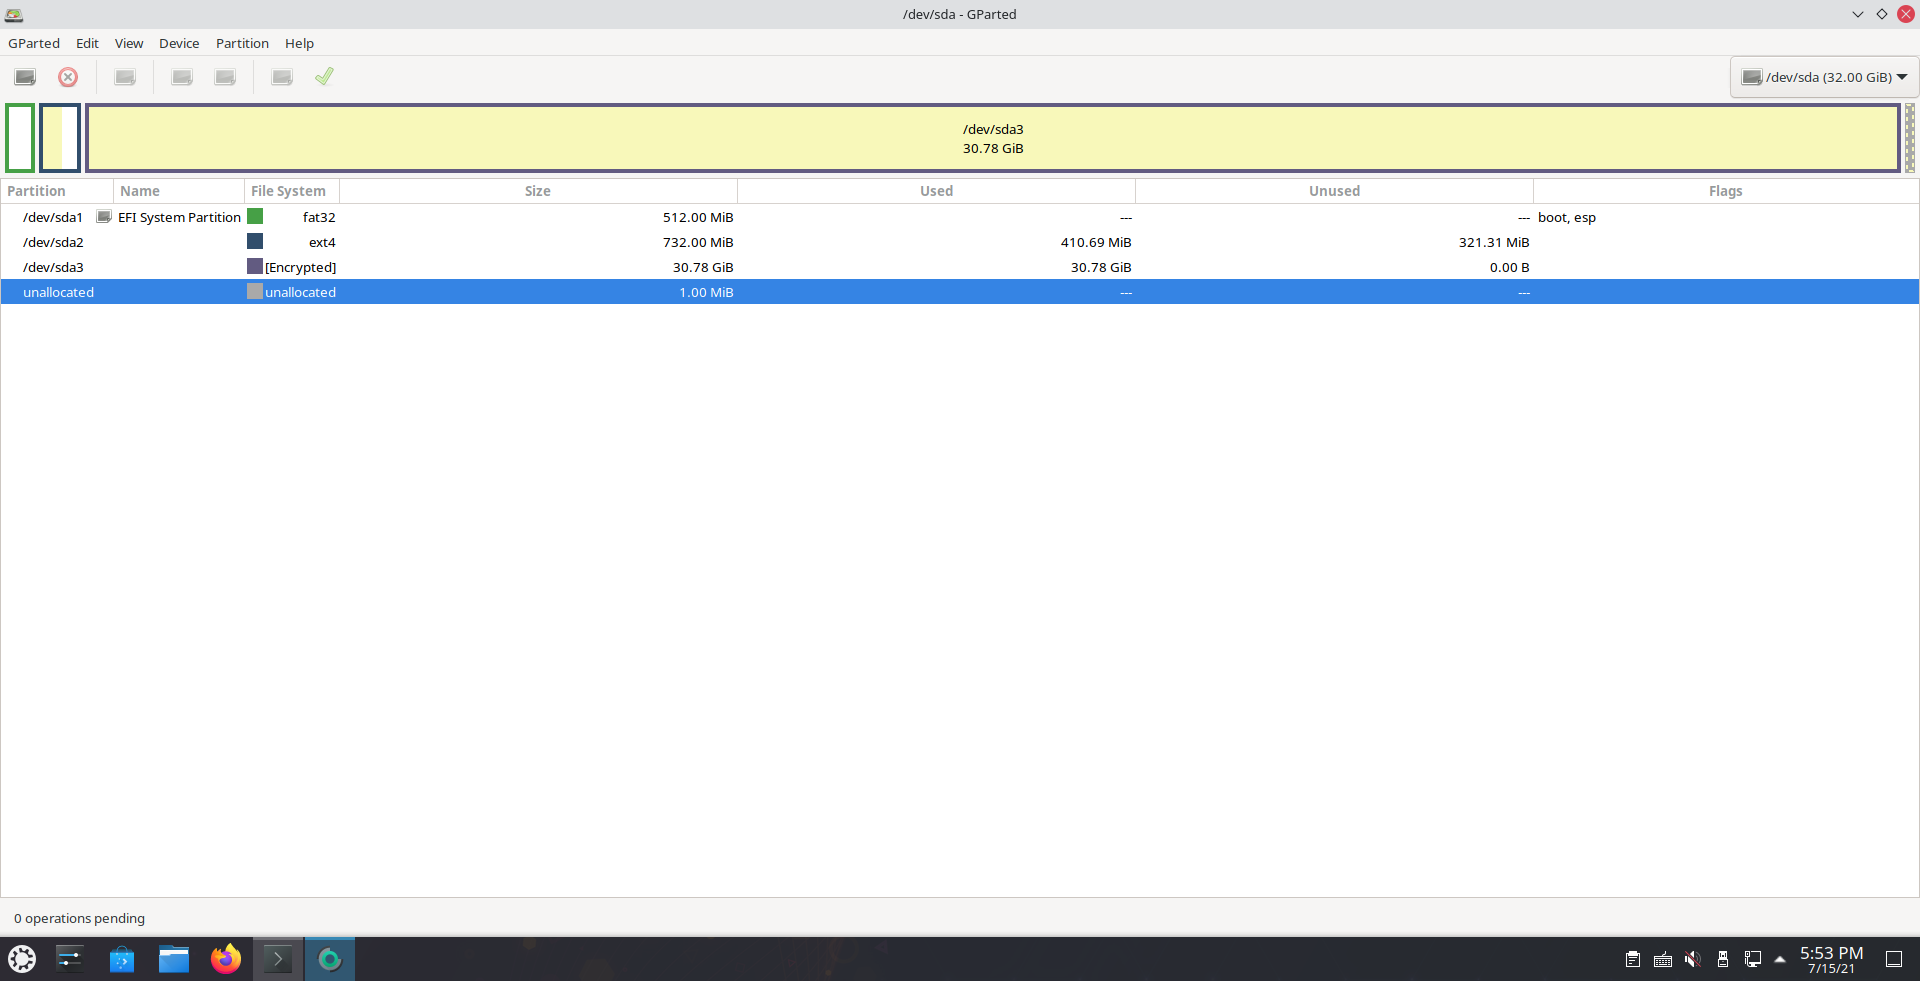 /dev/sda - GParted
GParted Edit View Device Partition Help
/dev/sda (32.00 GiB)
/dev/sda3
30.78 GiB
Partition Name File System Size Used Unused Flags
/dev/sda1 EFI System Partition fat32 512.00 MiB --- --- boot, esp
/dev/sda2 ext4 732.00 MiB 410.69 MiB 321.31 MiB
/dev/sda3 [Encrypted] 30.78 GiB 30.78 GiB 0.00 B
unallocated unallocated 1.00 MiB --- ---
0 operations pending
5:53 PM
7/15/21